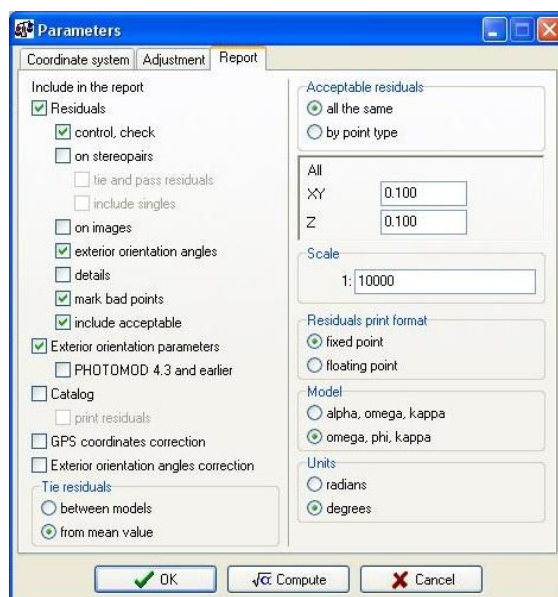 Parameters
Coordinate system
Adjustment
Report
Include in the report
Residuals
control, check
on stereopairs
tie and pass residuals
include singles
on images
exterior orientation angles
details
mark bad points
include acceptable
Exterior orientation parameters
PHOTOMOD 4.3 and earlier
Catalog
print residuals
GPS coordinates correction
Exterior orientation angles correction
Tie residuals
between models
from mean value
Acceptable residuals
all the same
by point type
All
XY 0.100
Z 0.100
Scale
1: 10000
Residuals print format
fixed point
floating point
Model
alpha, omega, kappa
omega, phi, kappa
Units
radians
degrees
OK
√α Compute
Cancel